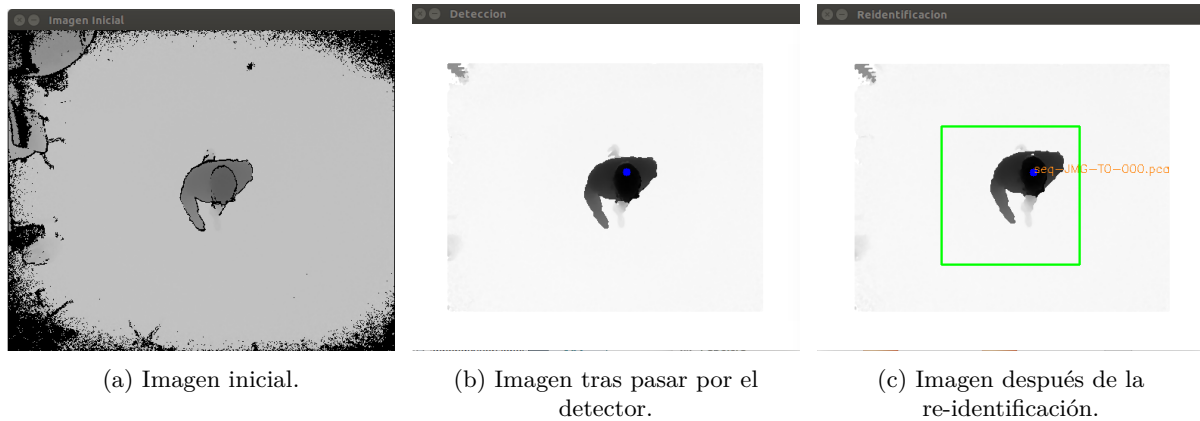 Imagen Inicial
Deteccion
Reidentificacion
seq-JMG-TO-000.pca
(a) Imagen inicial.
(b) Imagen tras pasar por el
detector.
(c) Imagen después de la
re-identificación.